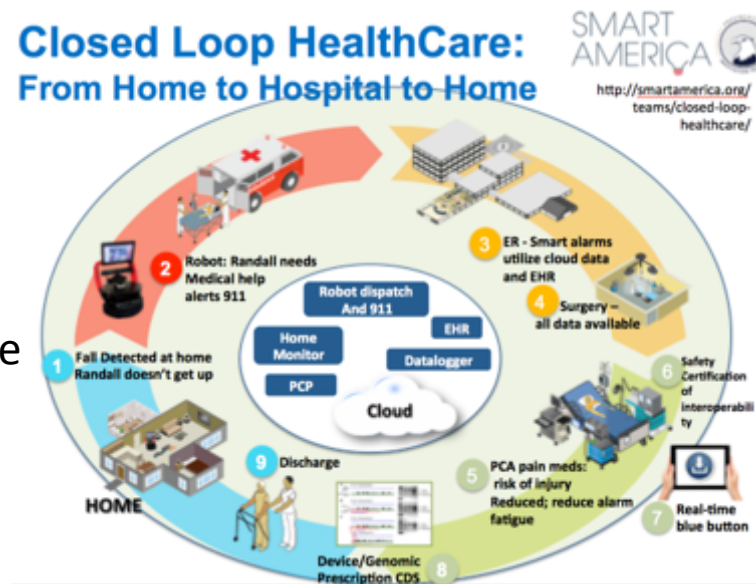 Closed Loop HealthCare:
From Home to Hospital to Home
SMART
AMERICA
http://smartamerica.org/
teams/closed-loop-
healthcare/
e
1
Fall Detected at home
Randall doesn't get up
HOME
2
Robot: Randall needs
Medical help
alerts 911
3
ER - Smart alarms
utilize cloud data
and EHR
4
Surgery –
all data available
Robot dispatch
And 911
Home
Monitor
EHR
Datalogger
PCP
Cloud
5
PCA pain meds:
risk of injury
Reduced; reduce alarm
fatigue
6
Safety
Certification
of
interoperabili
ty
7
Real-time
blue button
8
Device/Genomic
Prescription CDS
9
Discharge